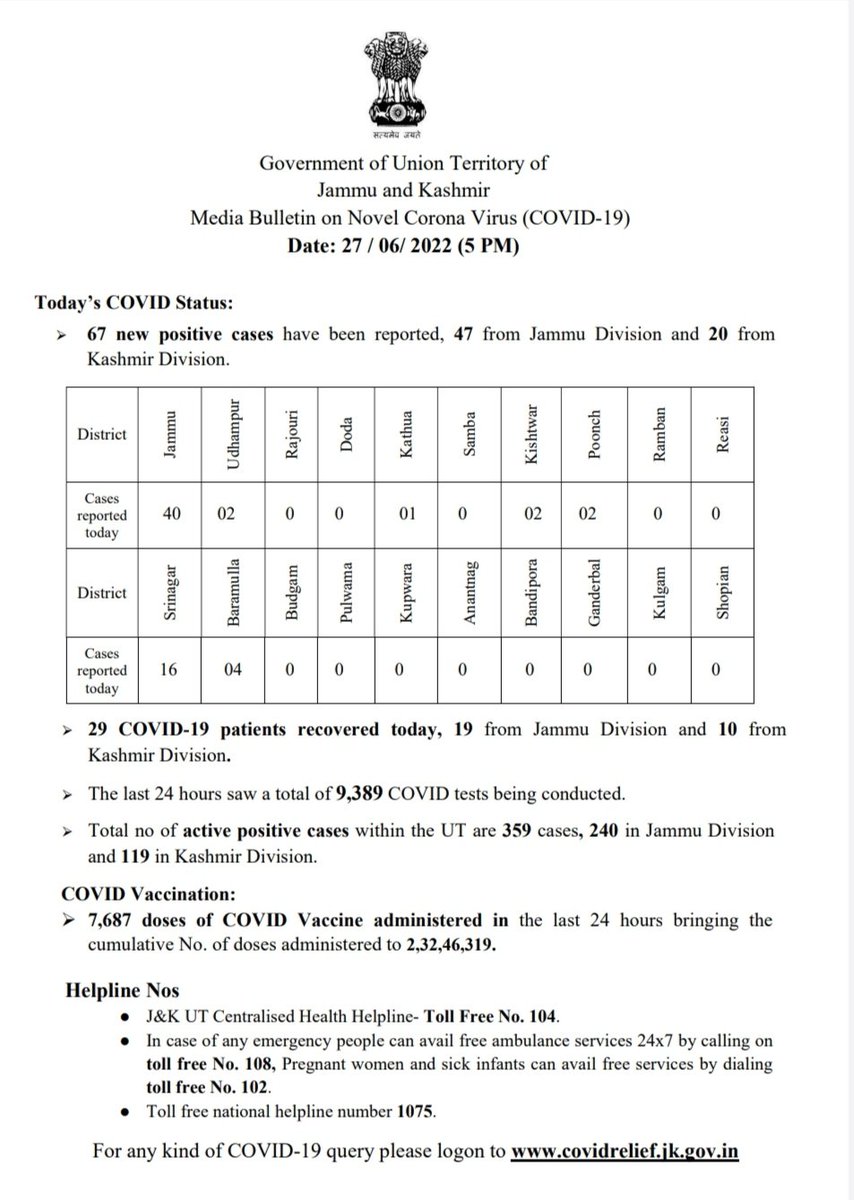 सत्यमेव जयते
Government of Union Territory of
Jammu and Kashmir
Media Bulletin on Novel Corona Virus (COVID-19)
Date: 27 / 06/ 2022 (5 PM)
Today’s COVID Status:
➢ 67 new positive cases have been reported, 47 from Jammu Division and 20 from
Kashmir Division.
District Jammu Udhampur Rajouri Doda Kathua Samba Kishtwar Poonch Ramban Reasi
Cases
reported
today 40 02 0 0 01 0 02 02 0 0
District Srinagar Baramulla Budgam Pulwama Kupwara Anantnag Bandipora Ganderbal Kulgam Shopian
Cases
reported
today 16 04 0 0 0 0 0 0 0 0
➢ 29 COVID-19 patients recovered today, 19 from Jammu Division and 10 from
Kashmir Division.
➢ The last 24 hours saw a total of 9,389 COVID tests being conducted.
➢ Total no of active positive cases within the UT are 359 cases, 240 in Jammu Division
and 119 in Kashmir Division.
COVID Vaccination:
➢ 7,687 doses of COVID Vaccine administered in the last 24 hours bringing the
cumulative No. of doses administered to 2,32,46,319.
Helpline Nos
● J&K UT Centralised Health Helpline- Toll Free No. 104.
● In case of any emergency people can avail free ambulance services 24x7 by calling on
toll free No. 108, Pregnant women and sick infants can avail free services by dialing
toll free No. 102.
● Toll free national helpline number 1075.
For any kind of COVID-19 query please logon to www.covidrelief.jk.gov.in